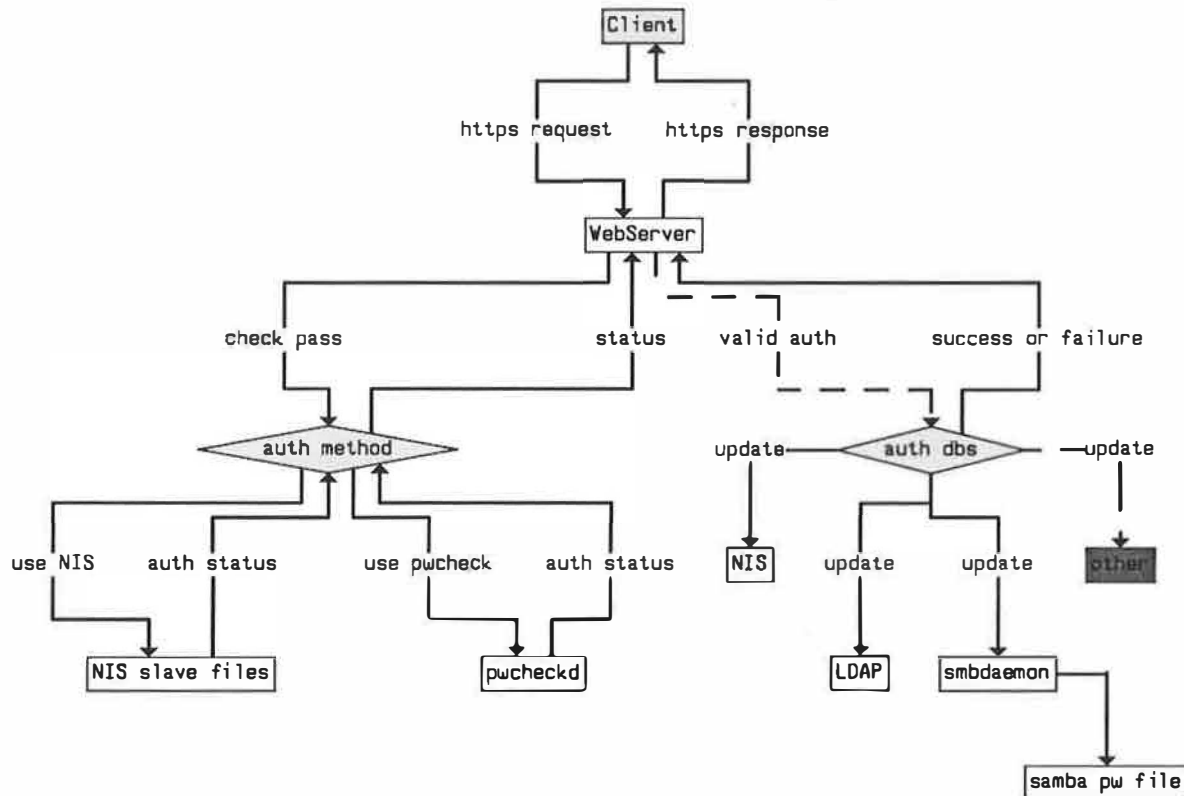 Client
https request
https response
WebServer
check pass
status
valid auth
success or failure
auth method
update
auth dbs
update
use NIS
auth status
use pwcheck
auth status
NIS
update
update
other
NIS slave files
pwcheckd
LDAP
smbdaemon
samba pw file